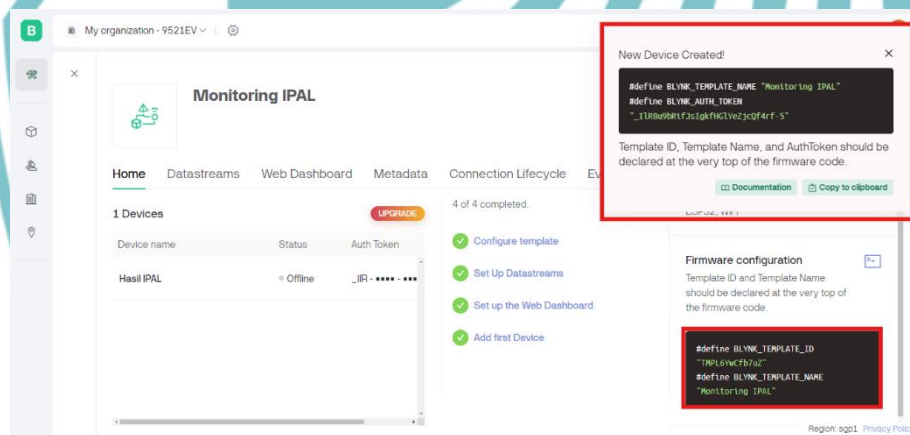 B
My organization - 9521EV
Monitoring IPAL
Home Datastreams Web Dashboard Metadata Connection Lifecycle Ev
1 Devices
UPGRADE
Device name Status Auth Token
Hasil IPAL Offline _IlR - •••• - •••
4 of 4 completed.
Configure template
Set Up Datastreams
Set up the Web Dashboard
Add first Device
New Device Created!
#define BLYNK_TEMPLATE_NAME "Monitoring IPAL"
#define BLYNK_AUTH_TOKEN
"_IlR8u9bRifJsIgkfHGlYeZjcQf4rf-5"
Template ID, Template Name, and AuthToken should be
declared at the very top of the firmware code.
Documentation Copy to clipboard
ESP32, WiFi
Firmware configuration
Template ID and Template Name
should be declared at the very top of
the firmware code.
#define BLYNK_TEMPLATE_ID
"TMPL6YwCfb7uZ"
#define BLYNK_TEMPLATE_NAME
"Monitoring IPAL"
Region: sgp1 Privacy Polic